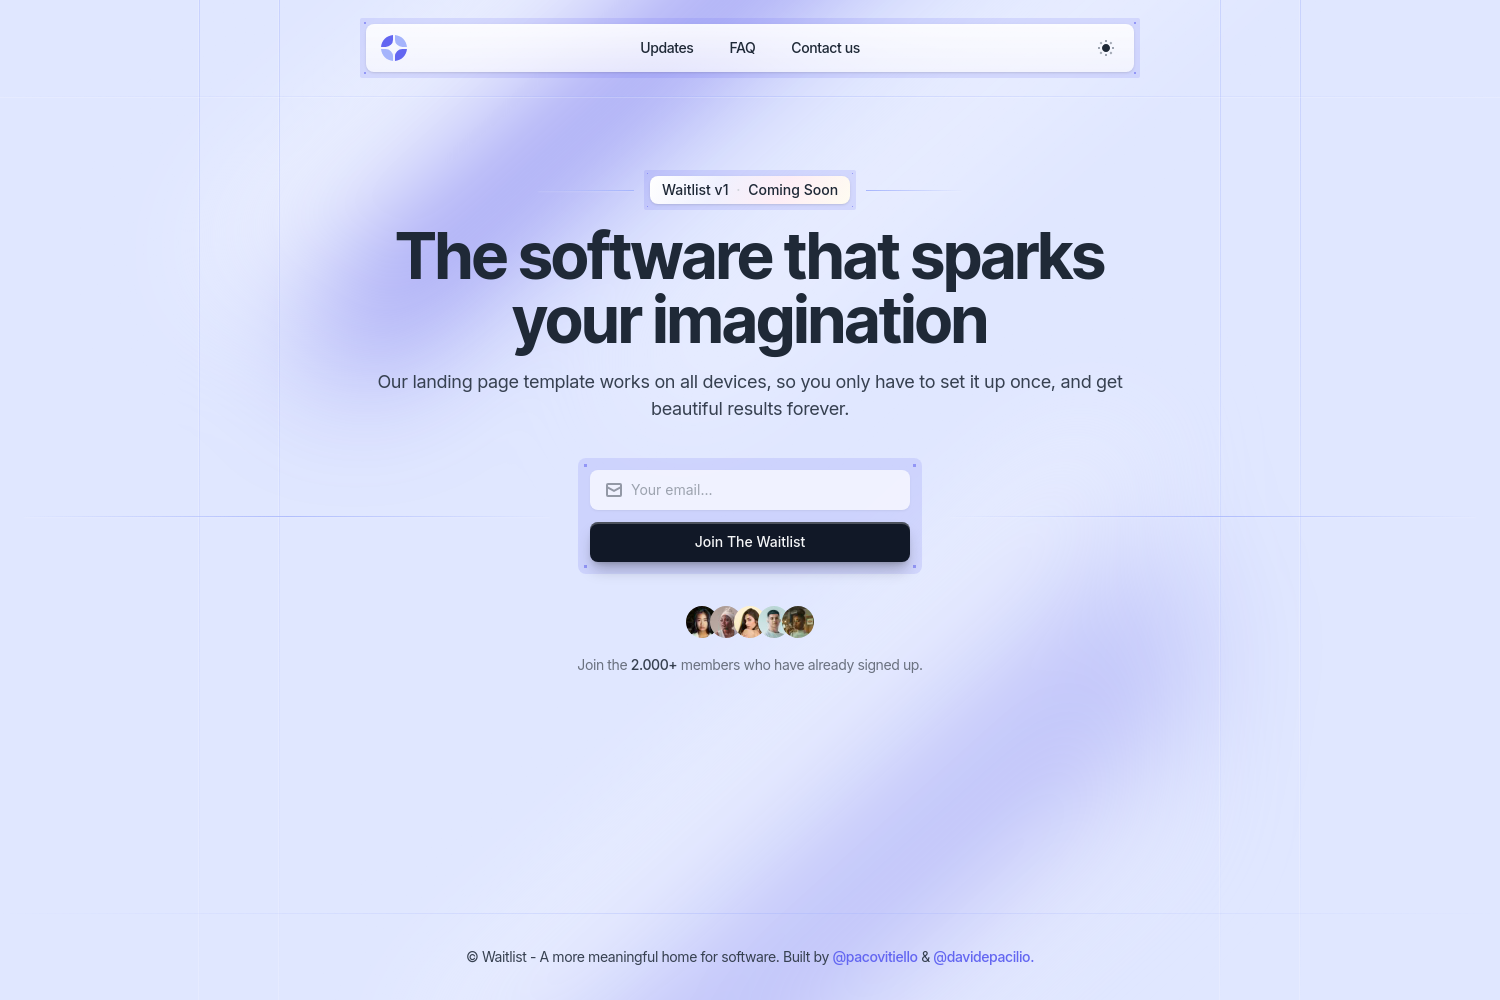 Updates FAQ Contact us
Waitlist v1 · Coming Soon
The software that sparks
your imagination
Our landing page template works on all devices, so you only have to set it up once, and get
beautiful results forever.
Your email...
Join The Waitlist
Join the 2.000+ members who have already signed up.
© Waitlist - A more meaningful home for software. Built by @pacovitiello & @davidepacilio.